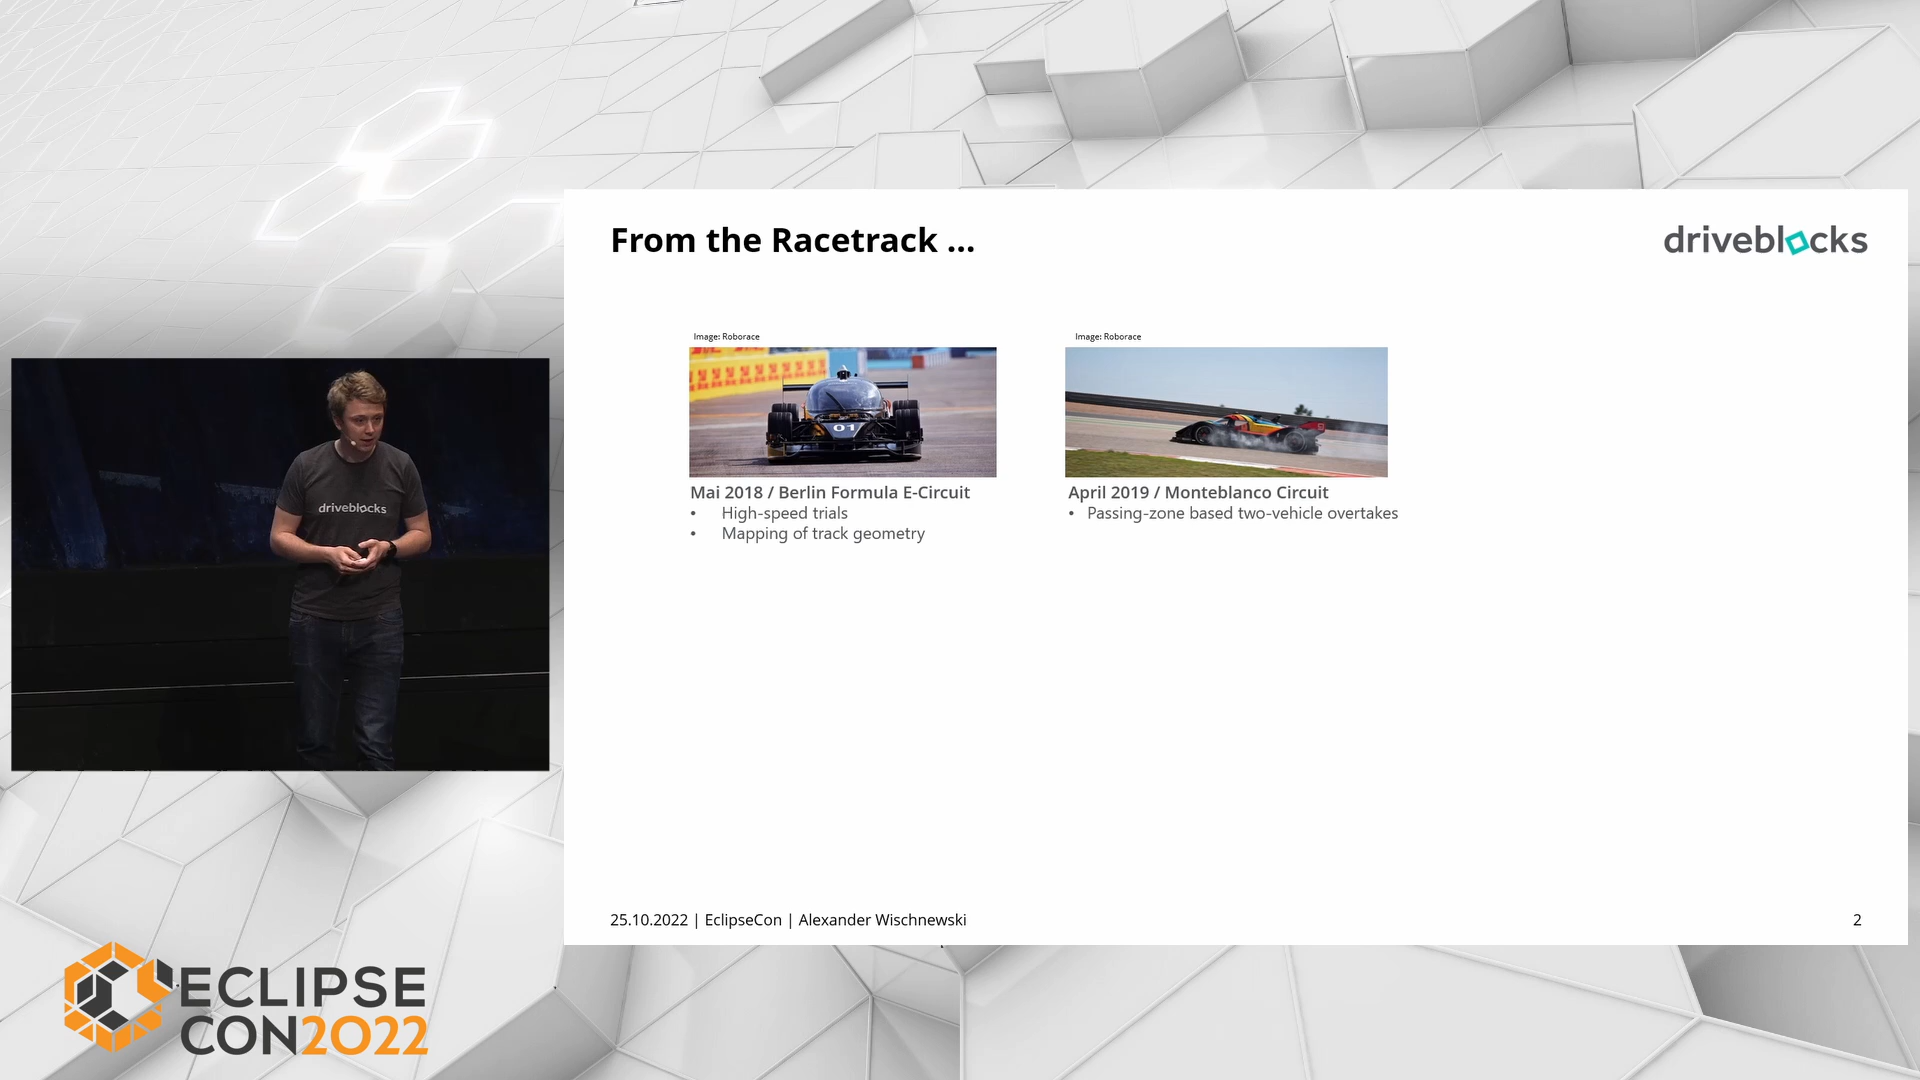 From the Racetrack ...
driveblocks
Image: Roborace
Image: Roborace
01
Mai 2018 / Berlin Formula E-Circuit
• High-speed trials
• Mapping of track geometry
April 2019 / Monteblanco Circuit
• Passing-zone based two-vehicle overtakes
driveblocks
25.10.2022 | EclipseCon | Alexander Wischnewski
2
ECLIPSE
CON2022